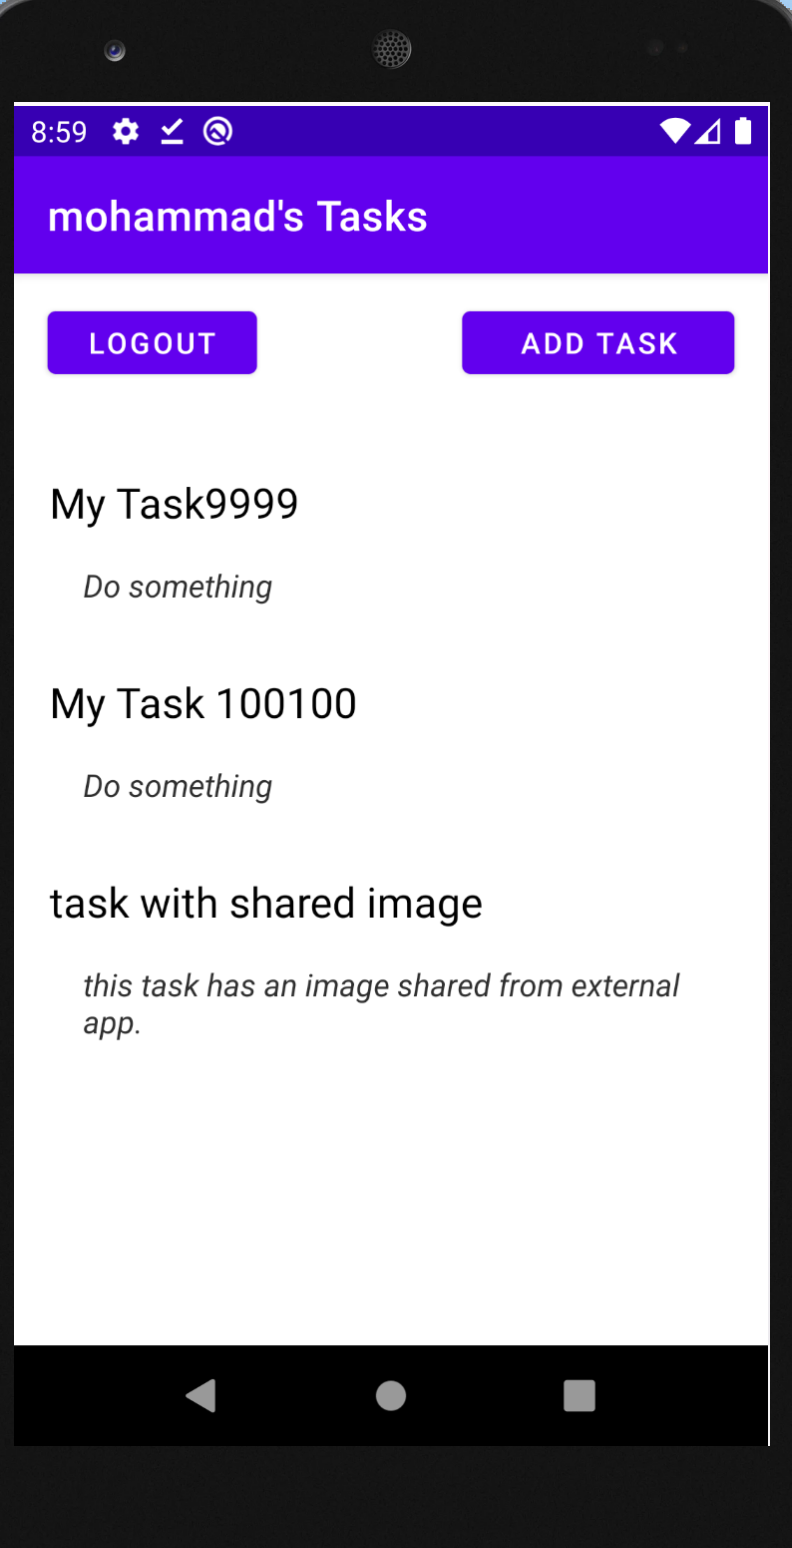 8:59
mohammad's Tasks
LOGOUT
ADD TASK
My Task9999
Do something
My Task 100100
Do something
task with shared image
this task has an image shared from external
app.